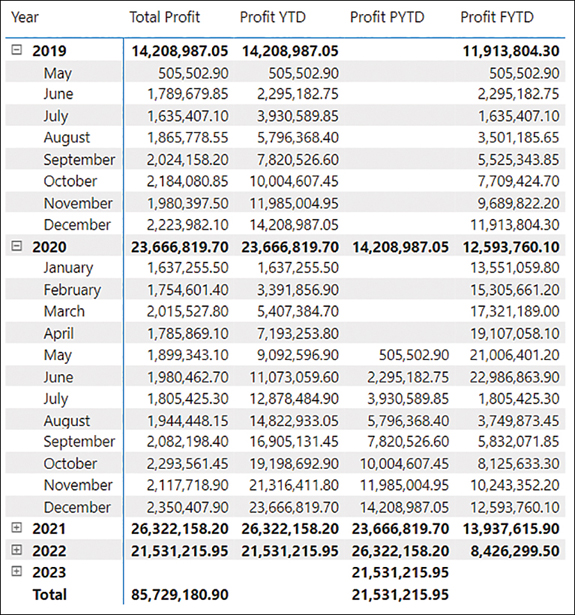 Year Total Profit Profit YTD Profit PYTD Profit FYTD
2019 14,208,987.05 14,208,987.05 11,913,804.30
May 505,502.90 505,502.90 505,502.90
June 1,789,679.85 2,295,182.75 2,295,182.75
July 1,635,407.10 3,930,589.85 1,635,407.10
August 1,865,778.55 5,796,368.40 3,501,185.65
September 2,024,158.20 7,820,526.60 5,525,343.85
October 2,184,080.85 10,004,607.45 7,709,424.70
November 1,980,397.50 11,985,004.95 9,689,822.20
December 2,223,982.10 14,208,987.05 11,913,804.30
2020 23,666,819.70 23,666,819.70 14,208,987.05 12,593,760.10
January 1,637,255.50 1,637,255.50 13,551,059.80
February 1,754,601.40 3,391,856.90 15,305,661.20
March 2,015,527.80 5,407,384.70 17,321,189.00
April 1,785,869.10 7,193,253.80 19,107,058.10
May 1,899,343.10 9,092,596.90 505,502.90 21,006,401.20
June 1,980,462.70 11,073,059.60 2,295,182.75 22,986,863.90
July 1,805,425.30 12,878,484.90 3,930,589.85 1,805,425.30
August 1,944,448.15 14,822,933.05 5,796,368.40 3,749,873.45
September 2,082,198.40 16,905,131.45 7,820,526.60 5,832,071.85
October 2,293,561.45 19,198,692.90 10,004,607.45 8,125,633.30
November 2,117,718.90 21,316,411.80 11,985,004.95 10,243,352.20
December 2,350,407.90 23,666,819.70 14,208,987.05 12,593,760.10
2021 26,322,158.20 26,322,158.20 23,666,819.70 13,937,615.90
2022 21,531,215.95 21,531,215.95 26,322,158.20 8,426,299.50
2023 21,531,215.95
Total 85,729,180.90 21,531,215.95